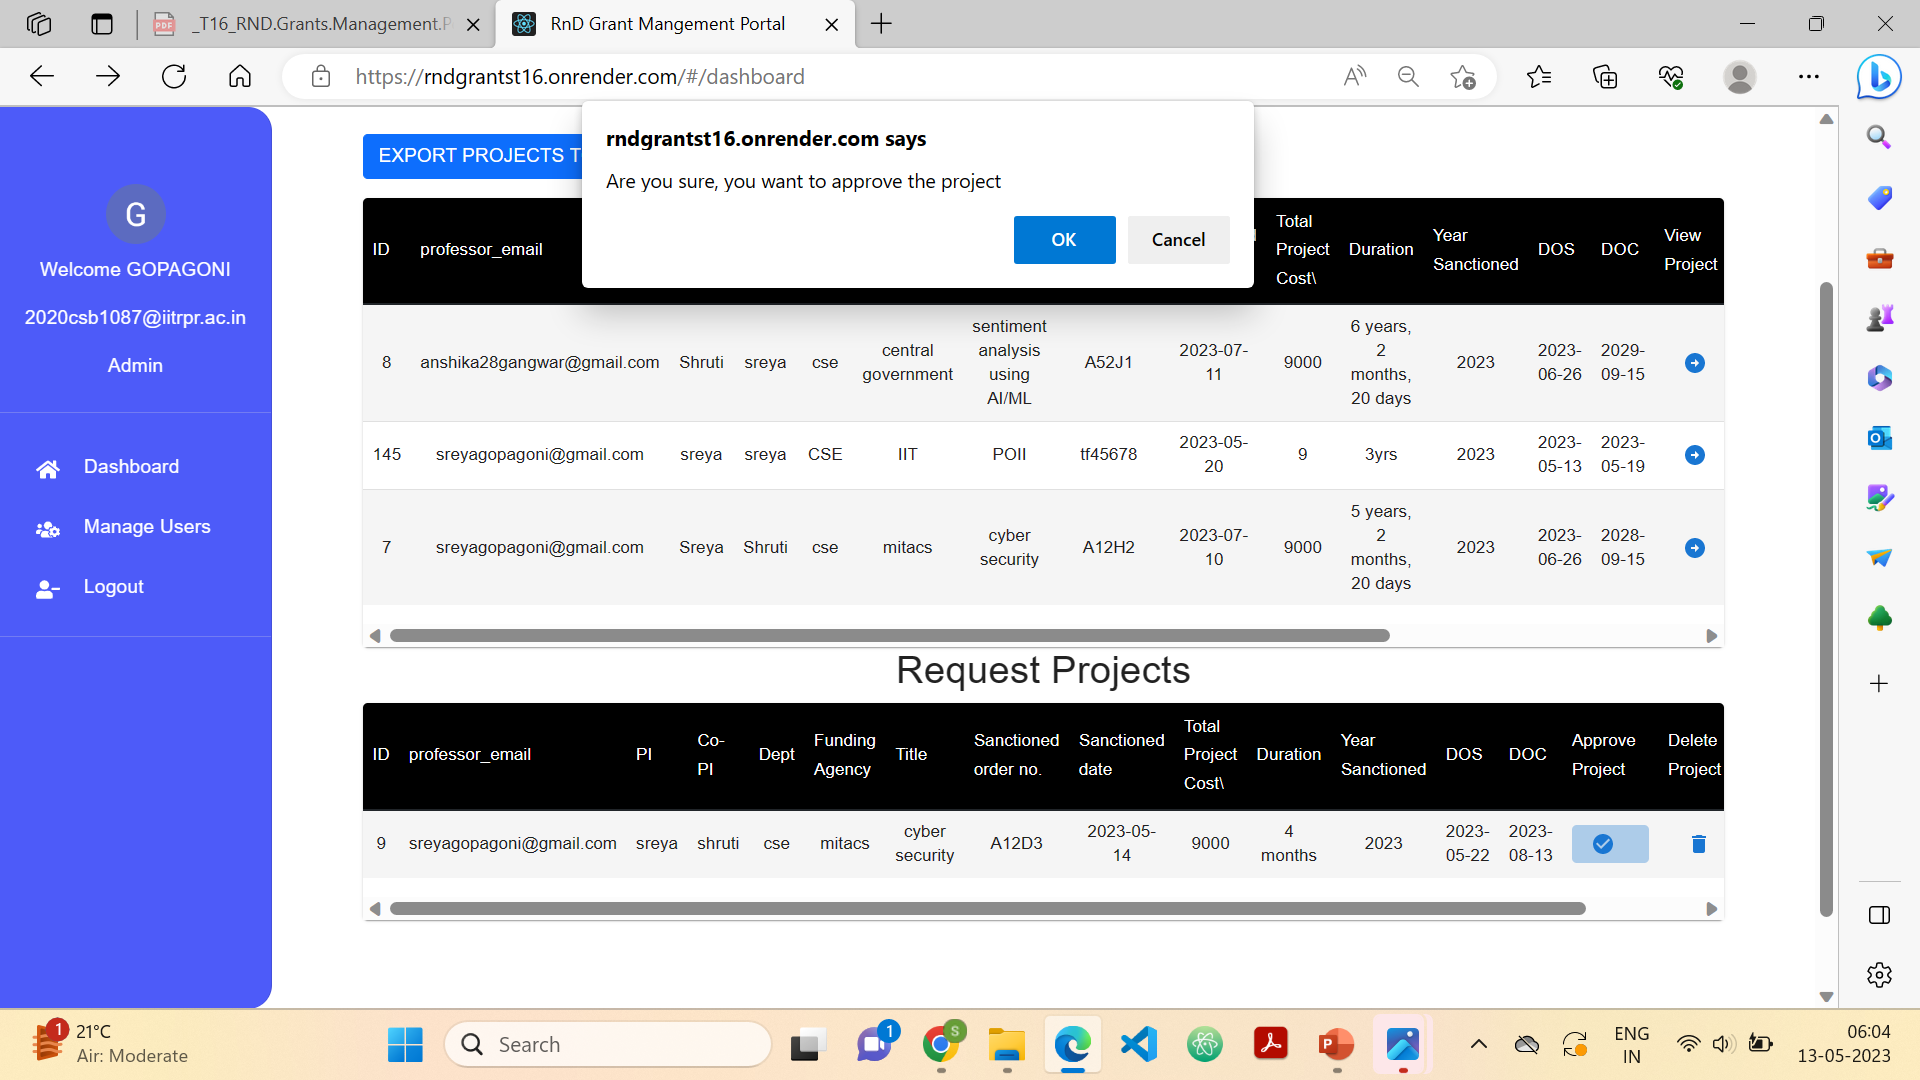 _T16_RND.Grants.Management.P
RnD Grant Mangement Portal
https://rndgrantst16.onrender.com/#/dashboard
rndgrantst16.onrender.com says
Are you sure, you want to approve the project
OK
Cancel
G
Welcome GOPAGONI
2020csb1087@iitrpr.ac.in
Admin
Dashboard
Manage Users
Logout
EXPORT PROJECTS T
ID professor_email Total Project Cost\ Duration Year Sanctioned DOS DOC View Project
8 anshika28gangwar@gmail.com Shruti sreya cse central government sentiment analysis using AI/ML A52J1 2023-07-11 9000 6 years, 2 months, 20 days 2023 2023-06-26 2029-09-15
145 sreyagopagoni@gmail.com sreya sreya CSE IIT POII tf45678 2023-05-20 9 3yrs 2023 2023-05-13 2023-05-19
7 sreyagopagoni@gmail.com Sreya Shruti cse mitacs cyber security A12H2 2023-07-10 9000 5 years, 2 months, 20 days 2023 2023-06-26 2028-09-15
Request Projects
ID professor_email PI Co-PI Dept Funding Agency Title Sanctioned order no. Sanctioned date Total Project Cost\ Duration Year Sanctioned DOS DOC Approve Project Delete Project
9 sreyagopagoni@gmail.com sreya shruti cse mitacs cyber security A12D3 2023-05-14 9000 4 months 2023 2023-05-22 2023-08-13
1
21°C
Air: Moderate
Search
1
S
ENG
IN
06:04
13-05-2023